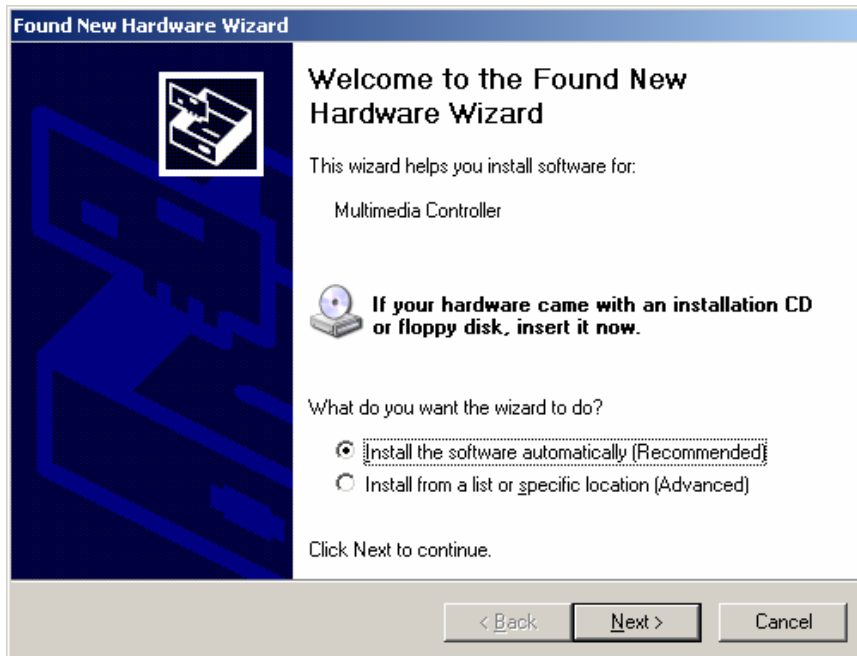 Found New Hardware Wizard
Welcome to the Found New
Hardware Wizard
This wizard helps you install software for:
Multimedia Controller
If your hardware came with an installation CD
or floppy disk, insert it now.
What do you want the wizard to do?
Install the software automatically (Recommended)
Install from a list or specific location (Advanced)
Click Next to continue.
< Back
Next >
Cancel